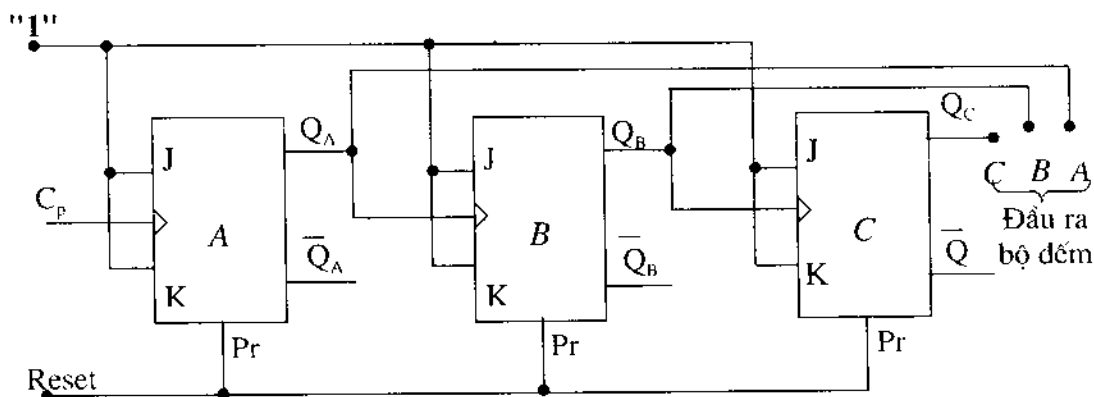 "1"
Q_A
Q_B
Q_C
J
J
J
C_P
A
B
C
C B A
Đầu ra
bộ đếm
Q̅_A
Q̅_B
Q̅
K
K
K
Pr
Pr
Pr
Reset